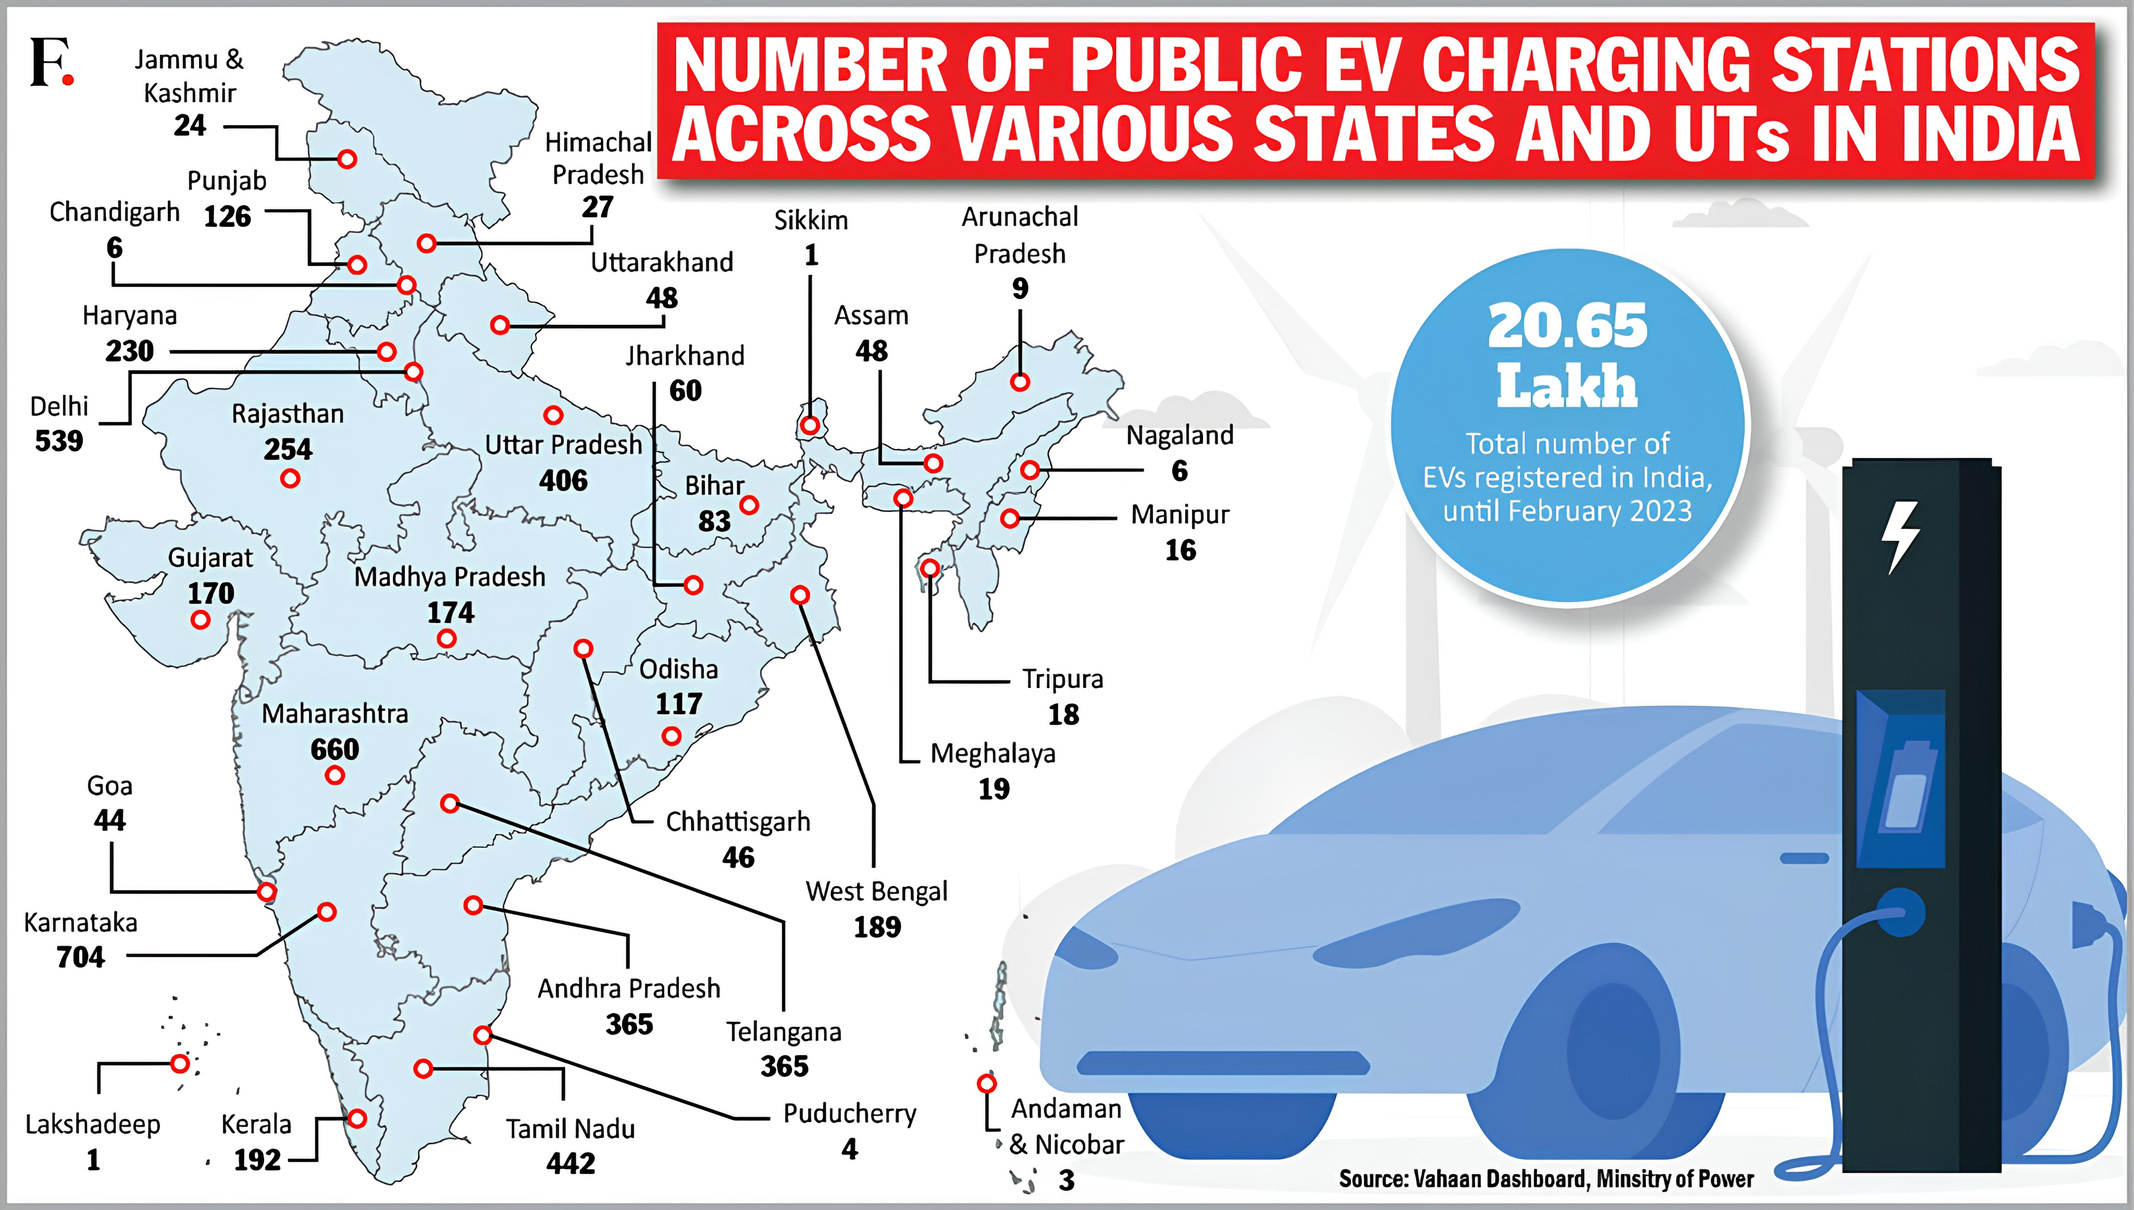 F.
NUMBER OF PUBLIC EV CHARGING STATIONS
ACROSS VARIOUS STATES AND UTs IN INDIA
Jammu &
Kashmir
24
Punjab
126
Chandigarh
6
Haryana
230
Delhi
539
Himachal
Pradesh
27
Uttarakhand
48
Jharkhand
60
Sikkim
1
Assam
48
Arunachal
Pradesh
9
Nagaland
6
Manipur
16
Tripura
18
Meghalaya
19
Rajasthan
254
Uttar Pradesh
406
Bihar
83
Gujarat
170
Madhya Pradesh
174
Odisha
117
Maharashtra
660
Chhattisgarh
46
West Bengal
189
Goa
44
Karnataka
704
Andhra Pradesh
365
Telangana
365
Lakshadeep
1
Kerala
192
Tamil Nadu
442
Puducherry
4
Andaman
& Nicobar
3
20.65
Lakh
Total number of
EVs registered in India,
until February 2023
Source: Vahaan Dashboard, Minsitry of Power